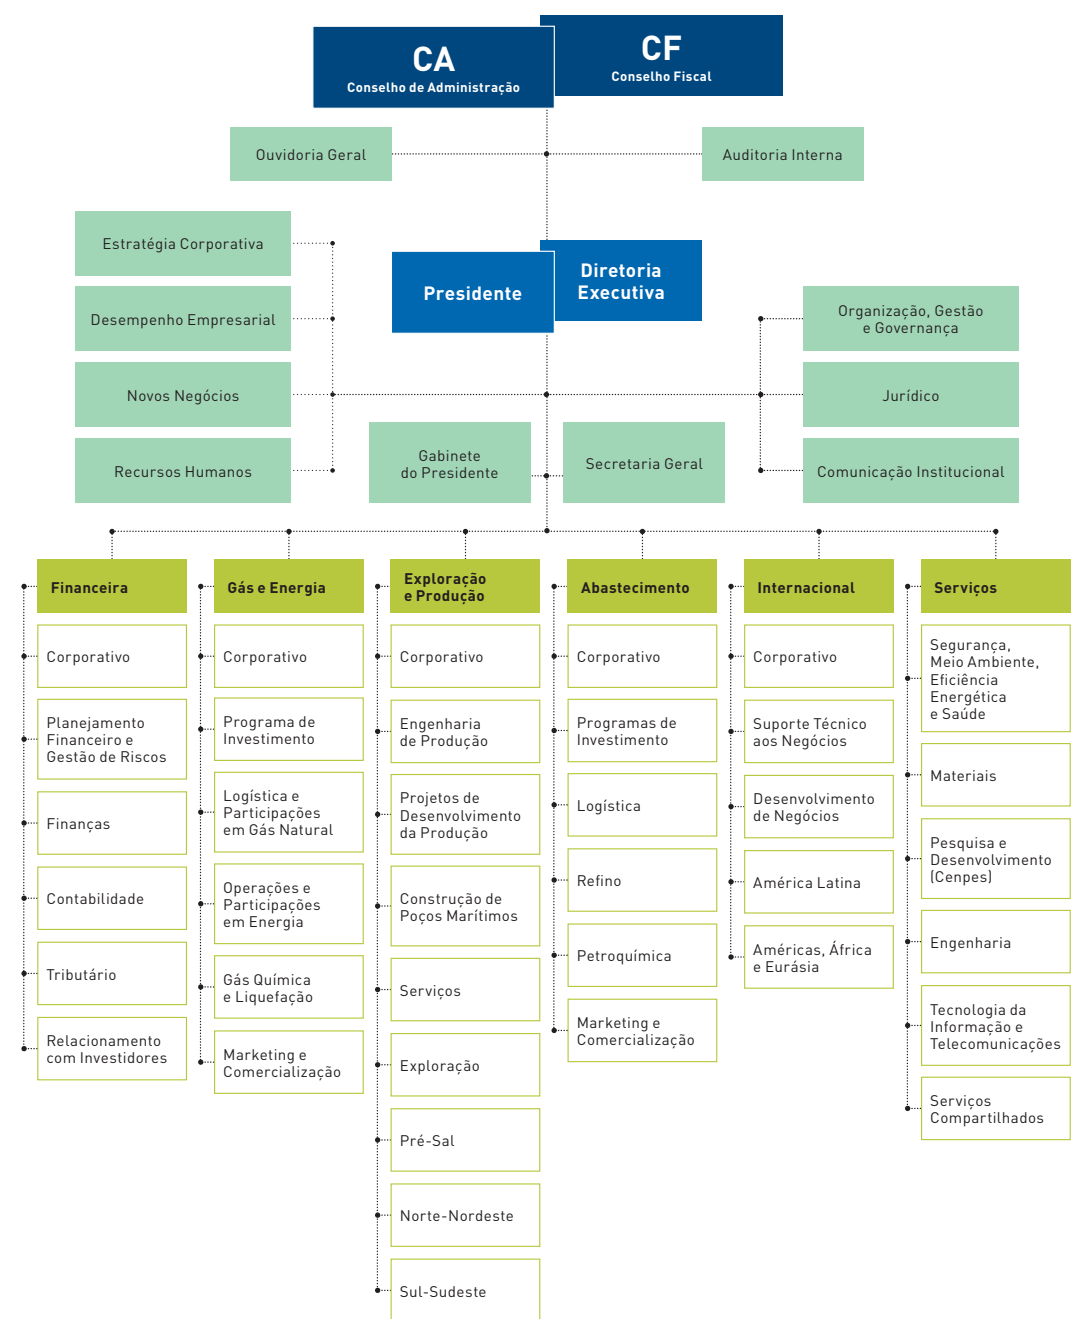 CA
Conselho de Administração
CF
Conselho Fiscal
Ouvidoria Geral
Auditoria Interna
Estratégia Corporativa
Desempenho Empresarial
Novos Negócios
Recursos Humanos
Presidente
Diretoria
Executiva
Organização, Gestão
e Governança
Jurídico
Comunicação Institucional
Gabinete
do Presidente
Secretaria Geral
Financeira
Corporativo
Planejamento
Financeiro e
Gestão de Riscos
Finanças
Contabilidade
Tributário
Relacionamento
com Investidores
Gás e Energia
Corporativo
Programa de
Investimento
Logística e
Participações
em Gás Natural
Operações e
Participações
em Energia
Gás Química
e Liquefação
Marketing e
Comercialização
Exploração
e Produção
Corporativo
Engenharia
de Produção
Projetos de
Desenvolvimento
da Produção
Construção de
Poços Marítimos
Serviços
Exploração
Pré-Sal
Norte-Nordeste
Sul-Sudeste
Abastecimento
Corporativo
Programas de
Investimento
Logística
Refino
Petroquímica
Marketing e
Comercialização
Internacional
Corporativo
Suporte Técnico
aos Negócios
Desenvolvimento
de Negócios
América Latina
Américas, África
e Eurásia
Serviços
Segurança,
Meio Ambiente,
Eficiência
Energética
e Saúde
Materiais
Pesquisa e
Desenvolvimento
(Cenpes)
Engenharia
Tecnologia da
Informação e
Telecomunicações
Serviços
Compartilhados